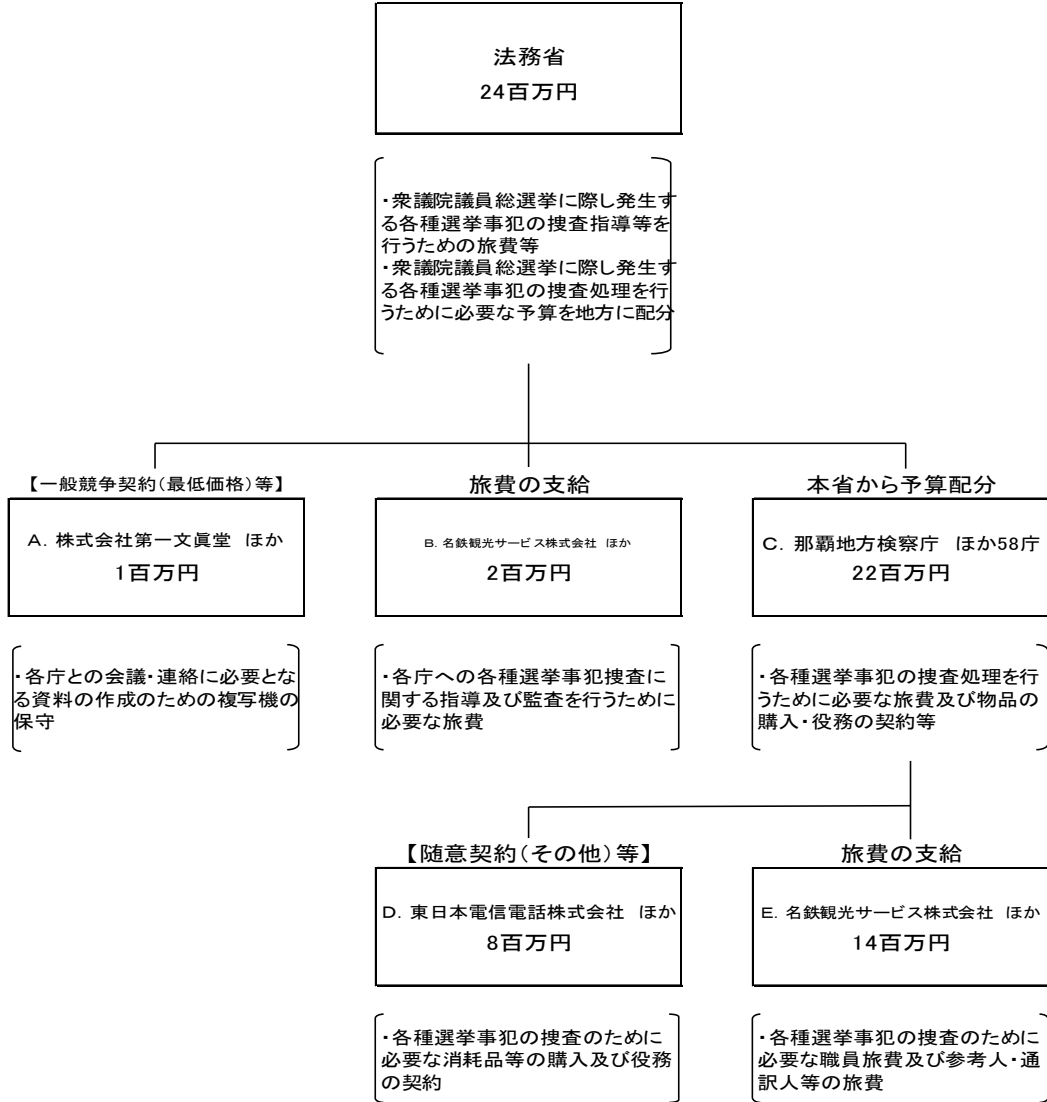 法務省
24百万円
・衆議院議員総選挙に際し発生す
る各種選挙事犯の捜査指導等を
行うための旅費等
・衆議院議員総選挙に際し発生す
る各種選挙事犯の捜査処理を行
うために必要な予算を地方に配分
【一般競争契約(最低価格)等】
A. 株式会社第一文眞堂 ほか
1百万円
・各庁との会議・連絡に必要とな
る資料の作成のための複写機の
保守
旅費の支給
B. 名鉄観光サービス株式会社 ほか
2百万円
・各庁への各種選挙事犯捜査に
関する指導及び監査を行うために
必要な旅費
本省から予算配分
C. 那覇地方検察庁 ほか58庁
22百万円
・各種選挙事犯の捜査処理を行
うために必要な旅費及び物品の
購入・役務の契約等
【随意契約(その他)等】
D. 東日本電信電話株式会社 ほか
8百万円
・各種選挙事犯の捜査のために
必要な消耗品等の購入及び役務
の契約
旅費の支給
E. 名鉄観光サービス株式会社 ほか
14百万円
・各種選挙事犯の捜査のために
必要な職員旅費及び参考人・通
訳人等の旅費